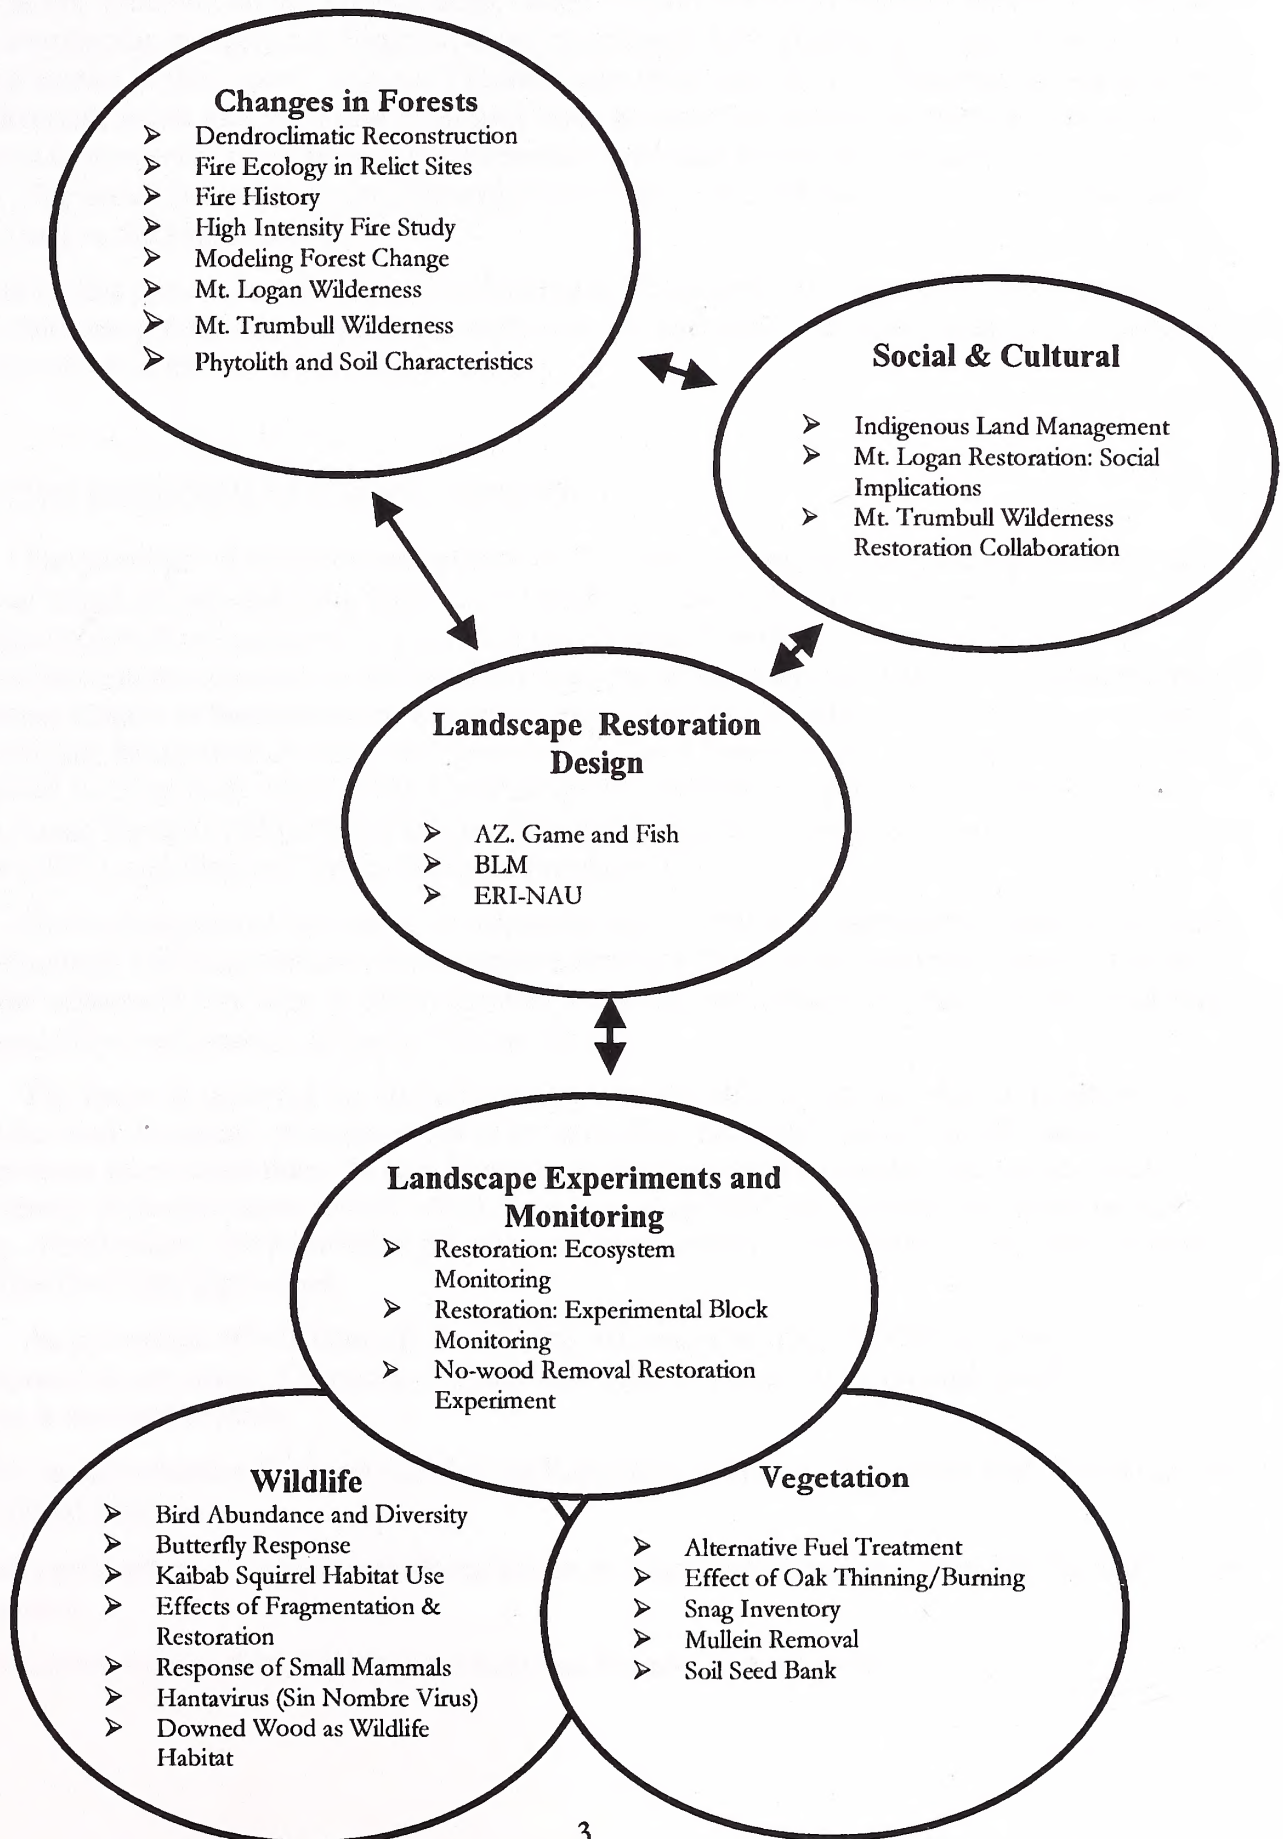 Changes in Forests
➤ Dendroclimatic Reconstruction
➤ Fire Ecology in Relict Sites
➤ Fire History
➤ High Intensity Fire Study
➤ Modeling Forest Change
➤ Mt. Logan Wilderness
➤ Mt. Trumbull Wilderness
➤ Phytolith and Soil Characteristics
Social & Cultural
➤ Indigenous Land Management
➤ Mt. Logan Restoration: Social
Implications
➤ Mt. Trumbull Wilderness
Restoration Collaboration
Landscape Restoration
Design
➤ AZ. Game and Fish
➤ BLM
➤ ERI-NAU
Landscape Experiments and
Monitoring
➤ Restoration: Ecosystem
Monitoring
➤ Restoration: Experimental Block
Monitoring
➤ No-wood Removal Restoration
Experiment
Wildlife
➤ Bird Abundance and Diversity
➤ Butterfly Response
➤ Kaibab Squirrel Habitat Use
➤ Effects of Fragmentation &
Restoration
➤ Response of Small Mammals
➤ Hantavirus (Sin Nombre Virus)
➤ Downed Wood as Wildlife
Habitat
Vegetation
➤ Alternative Fuel Treatment
➤ Effect of Oak Thinning/Burning
➤ Snag Inventory
➤ Mullein Removal
➤ Soil Seed Bank
3